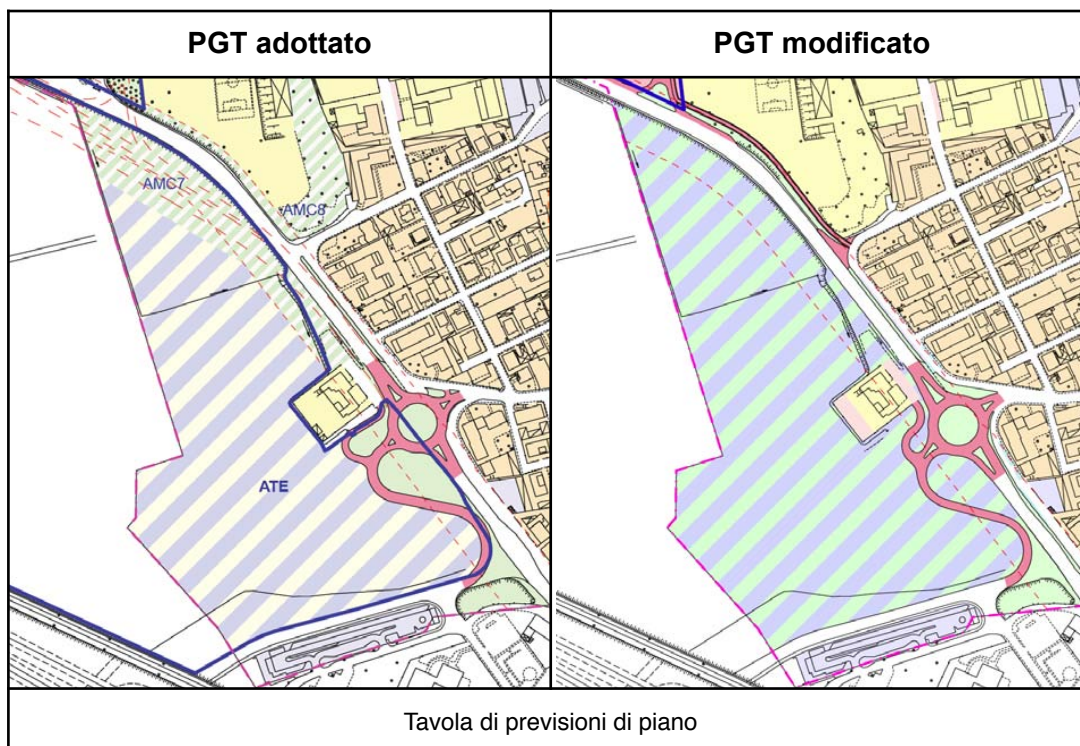 PGT adottato
PGT modificato
AMC7
AMC8
ATE
Tavola di previsioni di piano